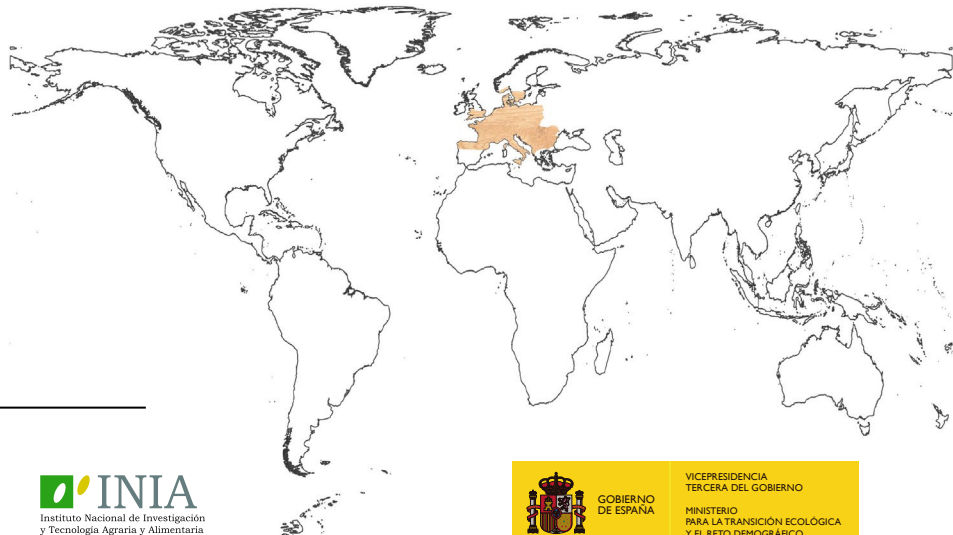 INIA
Instituto Nacional de Investigación
y Tecnología Agraria y Alimentaria
GOBIERNO
DE ESPAÑA
VICEPRESIDENCIA
TERCERA DEL GOBIERNO
MINISTERIO
PARA LA TRANSICIÓN ECOLÓGICA
Y EL RETO DEMOGRÁFICO